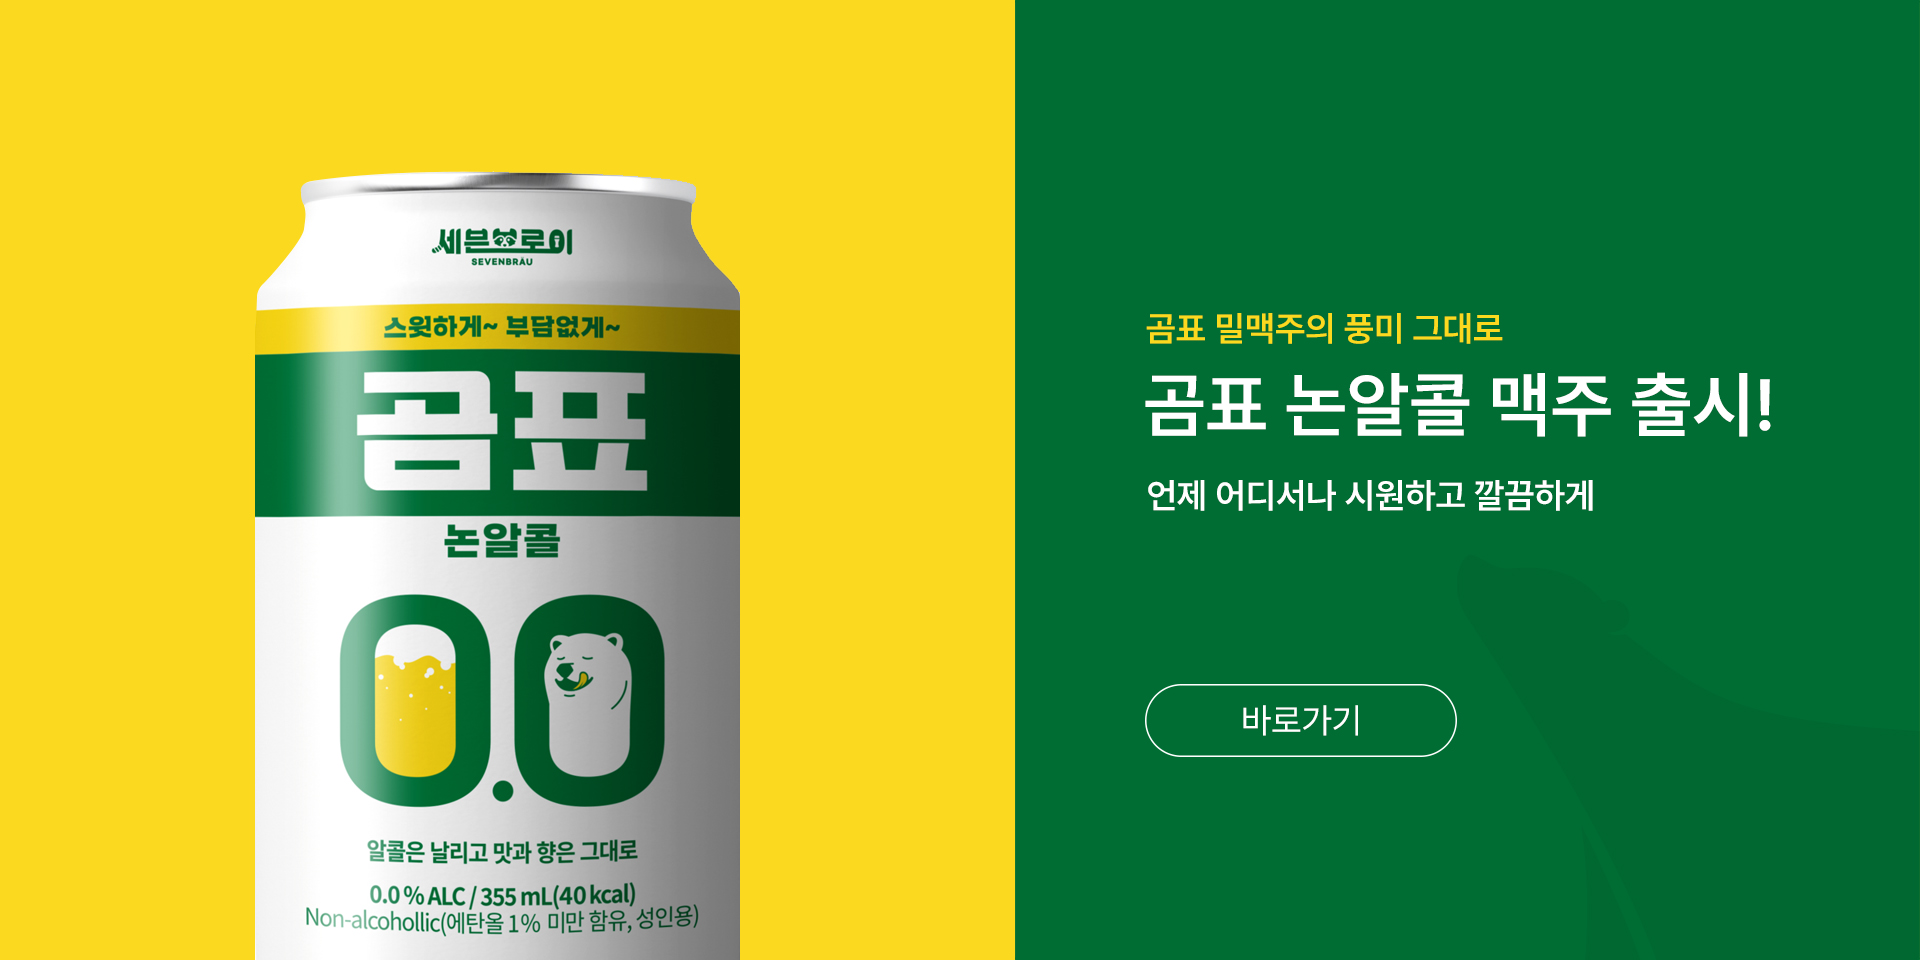 세븐브로이
SEVENBRÄU
스윗하게~ 부담없게~
곰표
논알콜
0.0
알콜은 날리고 맛과 향은 그대로
0.0 % ALC / 355 mL(40 kcal)
Non-alcohollic(에탄올 1% 미만 함유, 성인용)
곰표 밀맥주의 풍미 그대로
곰표 논알콜 맥주 출시!
언제 어디서나 시원하고 깔끔하게
바로가기